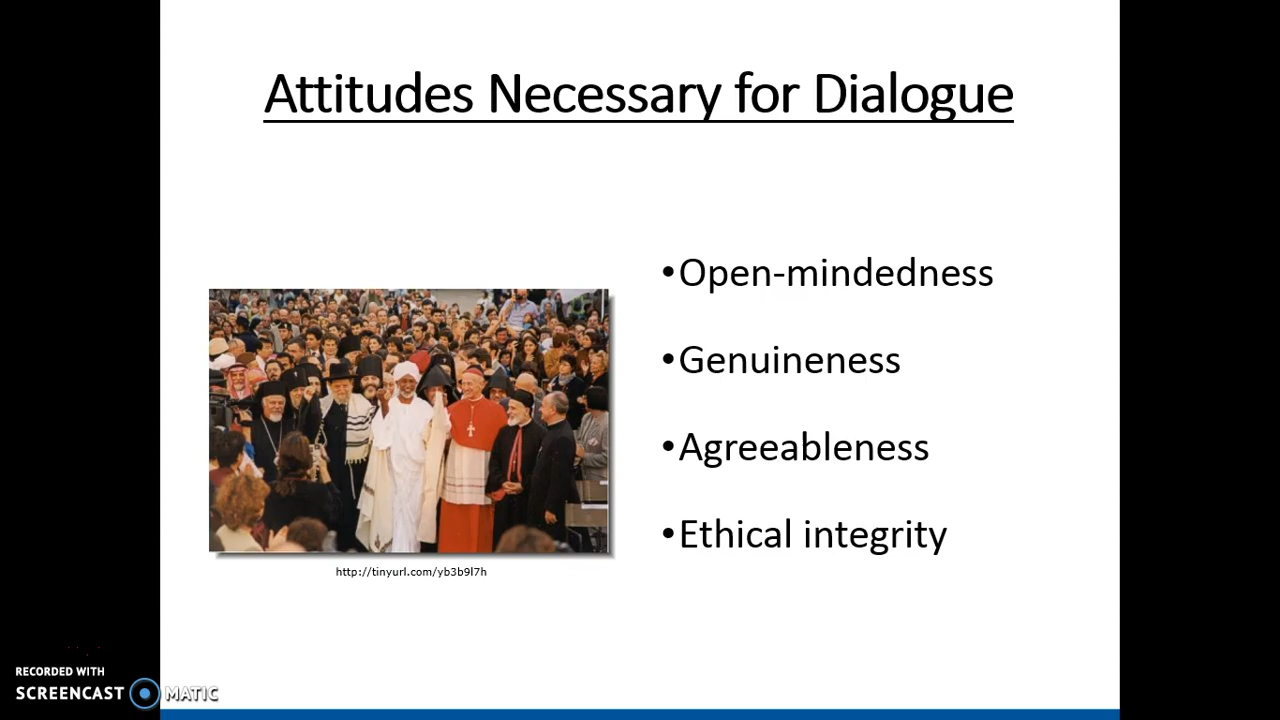 Attitudes Necessary for Dialogue
•Open-mindedness
•Genuineness
•Agreeableness
•Ethical integrity
http://tinyurl.com/yb3b9l7h
RECORDED WITH
SCREENCAST MATIC